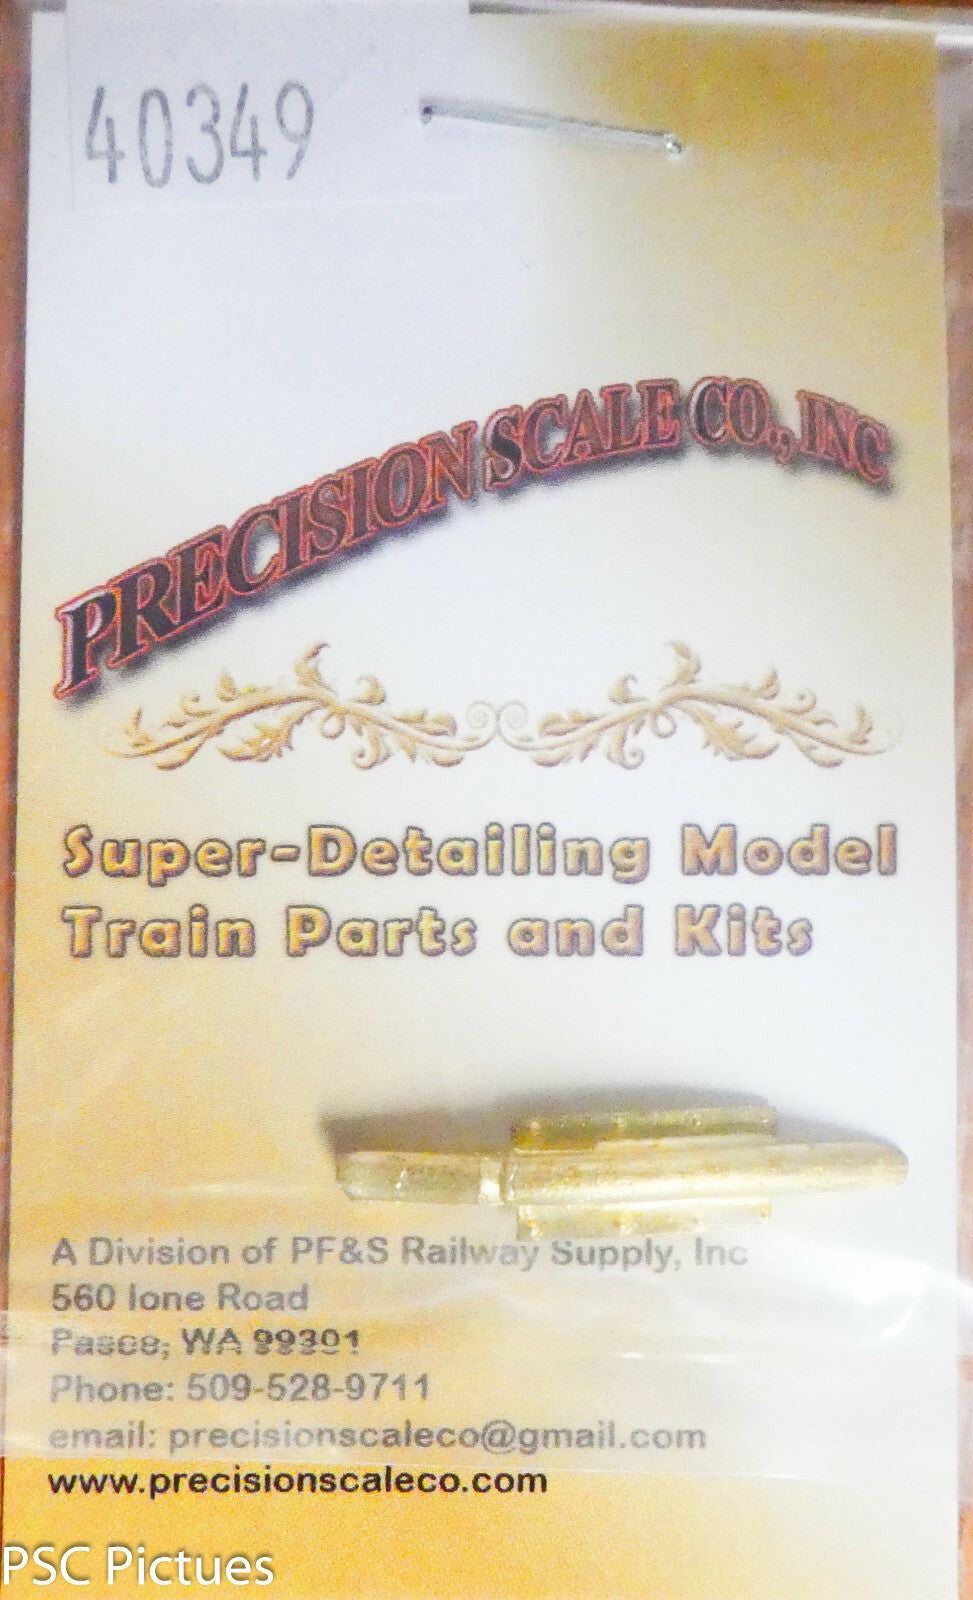 40349
PRECISION SCALE CO., INC
Super-Detailing Model
Train Parts and Kits
A Division of PF&S Railway Supply, Inc
560 Ione Road
Pasco, WA 99301
Phone: 509-528-9711
email: precisionscaleco@gmail.com
www.precisionscaleco.com
PSC Pictues